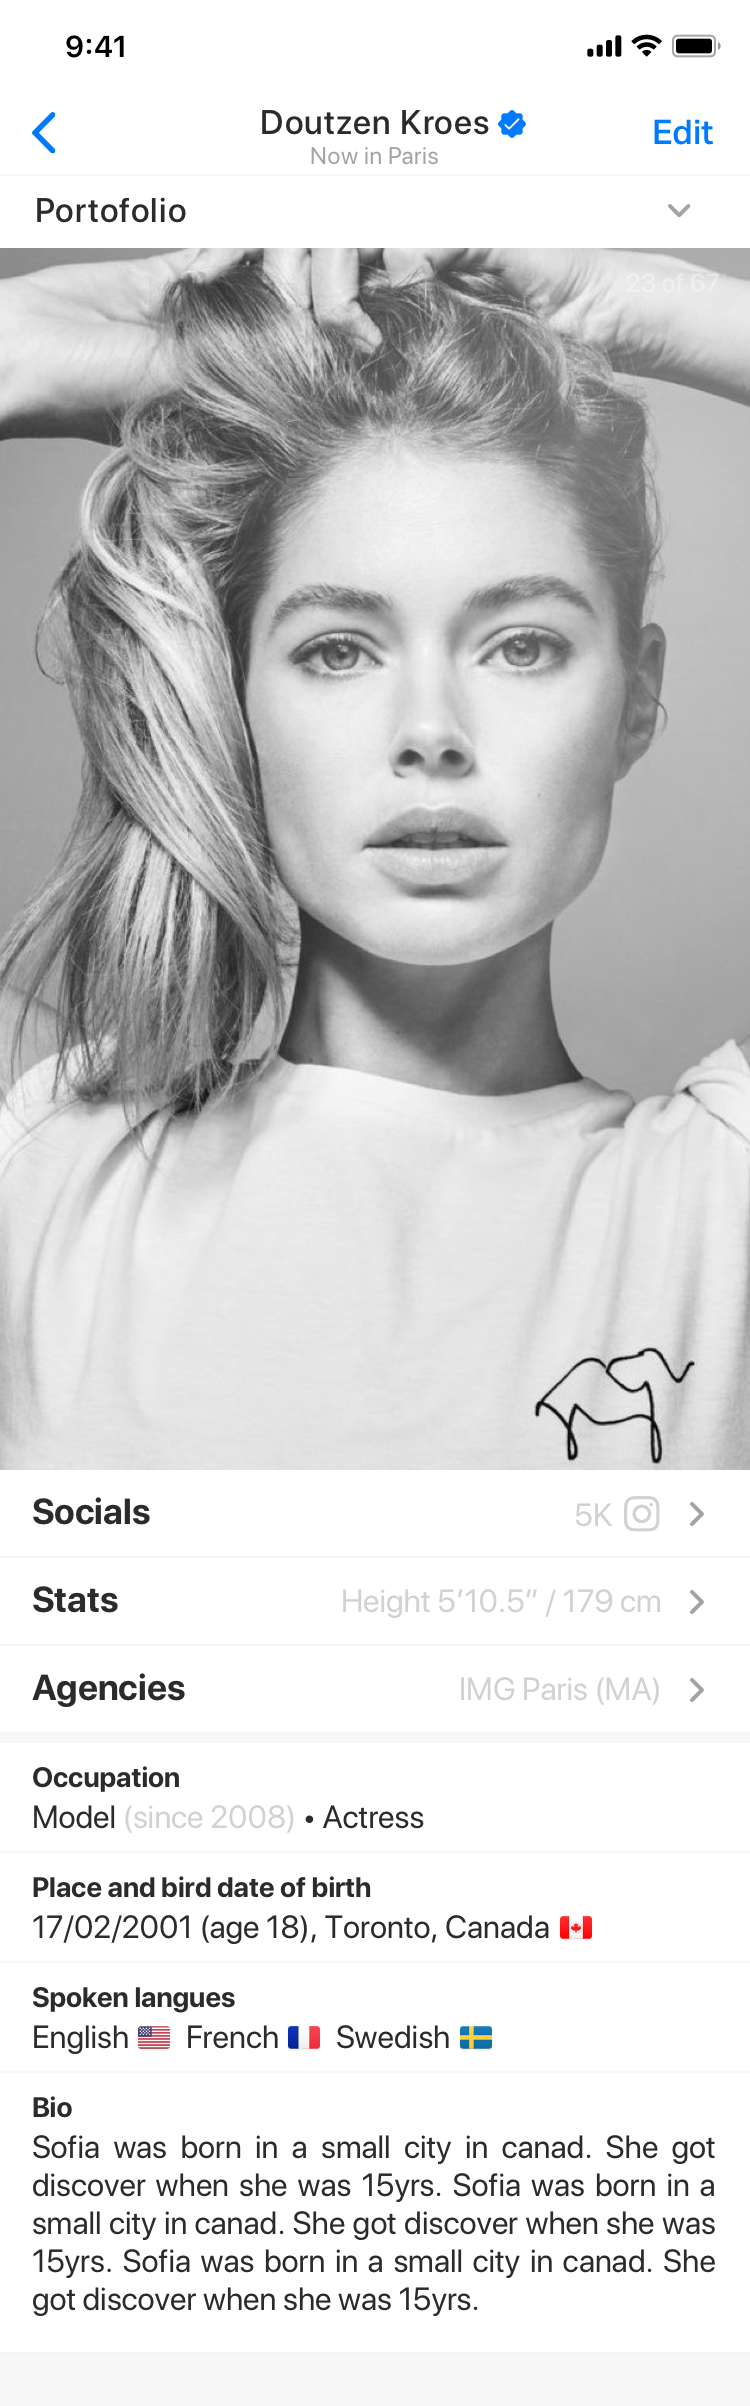 9:41
Doutzen Kroes
Now in Paris
Edit
Portofolio
23 of 67
Socials
5K
Stats
Height 5’10.5” / 179 cm
Agencies
IMG Paris (MA)
Occupation
Model (since 2008) • Actress
Place and bird date of birth
17/02/2001 (age 18), Toronto, Canada 🇨🇦
Spoken langues
English 🇺🇸 French 🇫🇷 Swedish 🇸🇪
Bio
Sofia was born in a small city in canad. She got
discover when she was 15yrs. Sofia was born in a
small city in canad. She got discover when she was
15yrs. Sofia was born in a small city in canad. She
got discover when she was 15yrs.